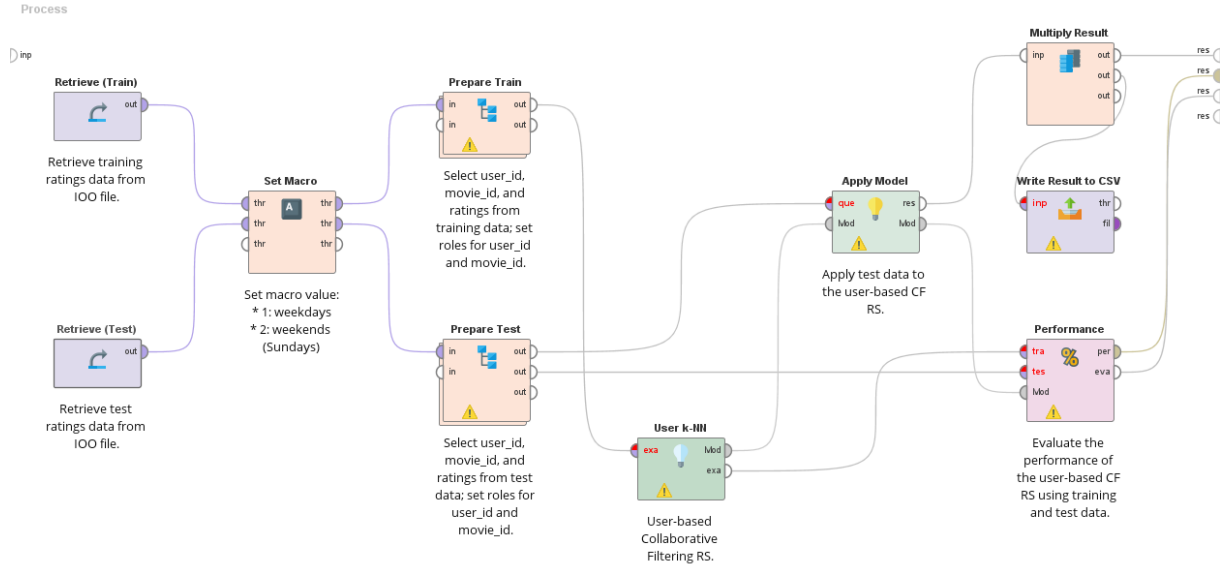 Process
inp
Multiply Result
inp
out
out
out
res
res
res
res
Retrieve (Train)
out
Retrieve training
ratings data from
IOO file.
Prepare Train
in
in
out
out
Select user_id,
movie_id, and
ratings from
training data; set
roles for user_id
and movie_id.
Set Macro
thr
thr
thr
thr
thr
thr
Set macro value:
* 1: weekdays
* 2: weekends
(Sundays)
Apply Model
que
Mod
res
Mod
Apply test data to
the user-based CF
RS.
Write Result to CSV
inp
thr
fil
Retrieve (Test)
out
Retrieve test
ratings data from
IOO file.
Prepare Test
in
in
out
out
out
Select user_id,
movie_id, and
ratings from test
data; set roles for
user_id and
movie_id.
User k-NN
exa
Mod
exa
User-based
Collaborative
Filtering RS.
Performance
tra
tes
Mod
per
eva
Evaluate the
performance of
the user-based CF
RS using training
and test data.